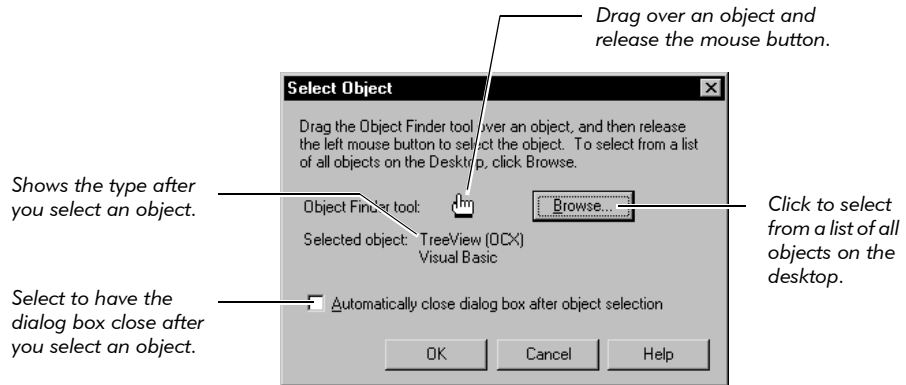 Drag over an object and
release the mouse button.
Select Object
Drag the Object Finder tool over an object, and then release
the left mouse button to select the object.  To select from a list
of all objects on the Desktop, click Browse.
Shows the type after
you select an object.
Object Finder tool:
Browse...
Click to select
from a list of all
objects on the
desktop.
Selected object: TreeView (OCX)
Visual Basic
Select to have the
dialog box close after
you select an object.
Automatically close dialog box after object selection
OK
Cancel
Help